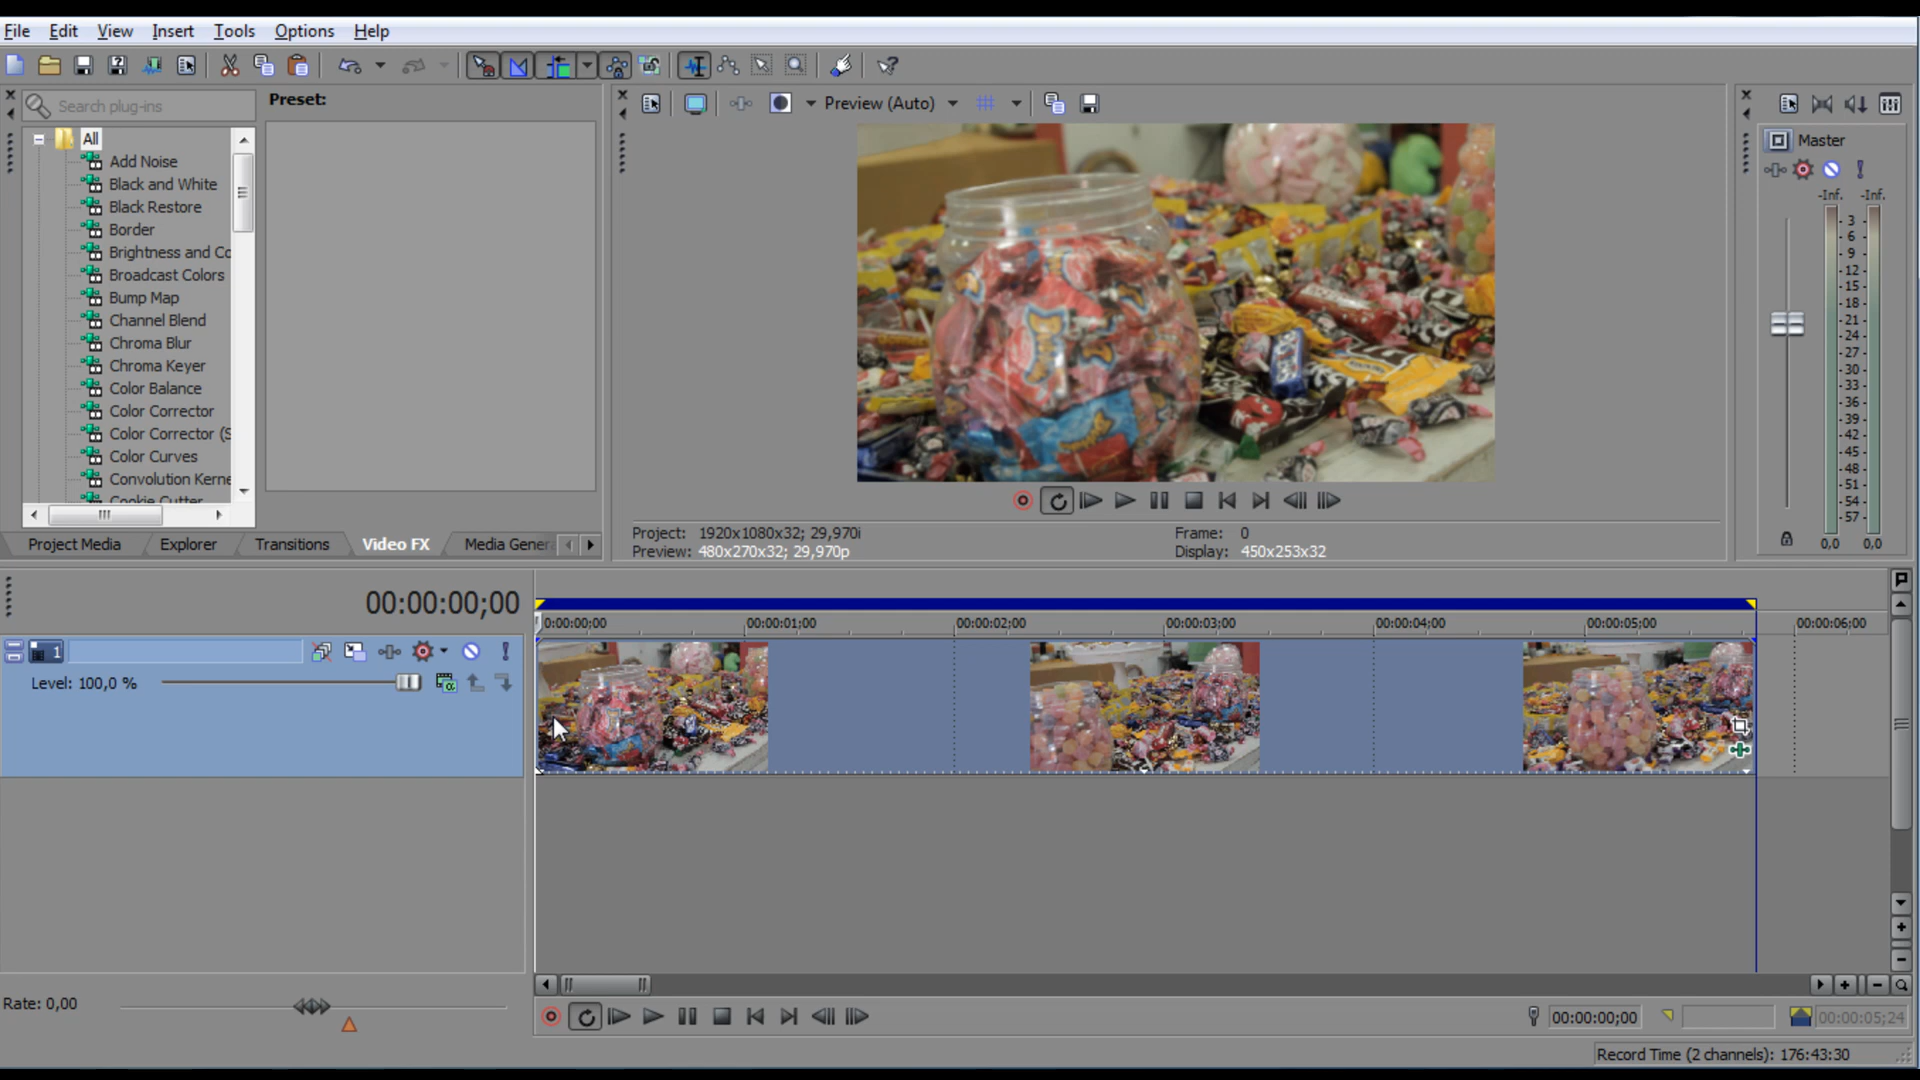 File Edit View Insert Tools Options Help
Search plug-ins
Preset:
All
Add Noise
Black and White
Black Restore
Border
Brightness and Co
Broadcast Colors
Bump Map
Channel Blend
Chroma Blur
Chroma Keyer
Color Balance
Color Corrector
Color Corrector (S
Color Curves
Convolution Kerne
Cookie Cutter
Project Media Explorer Transitions Video FX Media Gener
Preview (Auto)
Project: 1920x1080x32; 29,970i
Preview: 480x270x32; 29,970p
Frame: 0
Display: 450x253x32
Master
-Inf. -Inf.
3
6
9
12
15
18
21
24
27
30
33
36
39
42
45
48
51
54
57
0,0 0,0
00:00:00;00
0:00:00;00 00:00:01;00 00:00:02;00 00:00:03;00 00:00:04;00 00:00:05;00 00:00:06;00
1
Level: 100,0 %
Rate: 0,00
00:00:00;00
00:00:05;24
Record Time (2 channels): 176:43:30